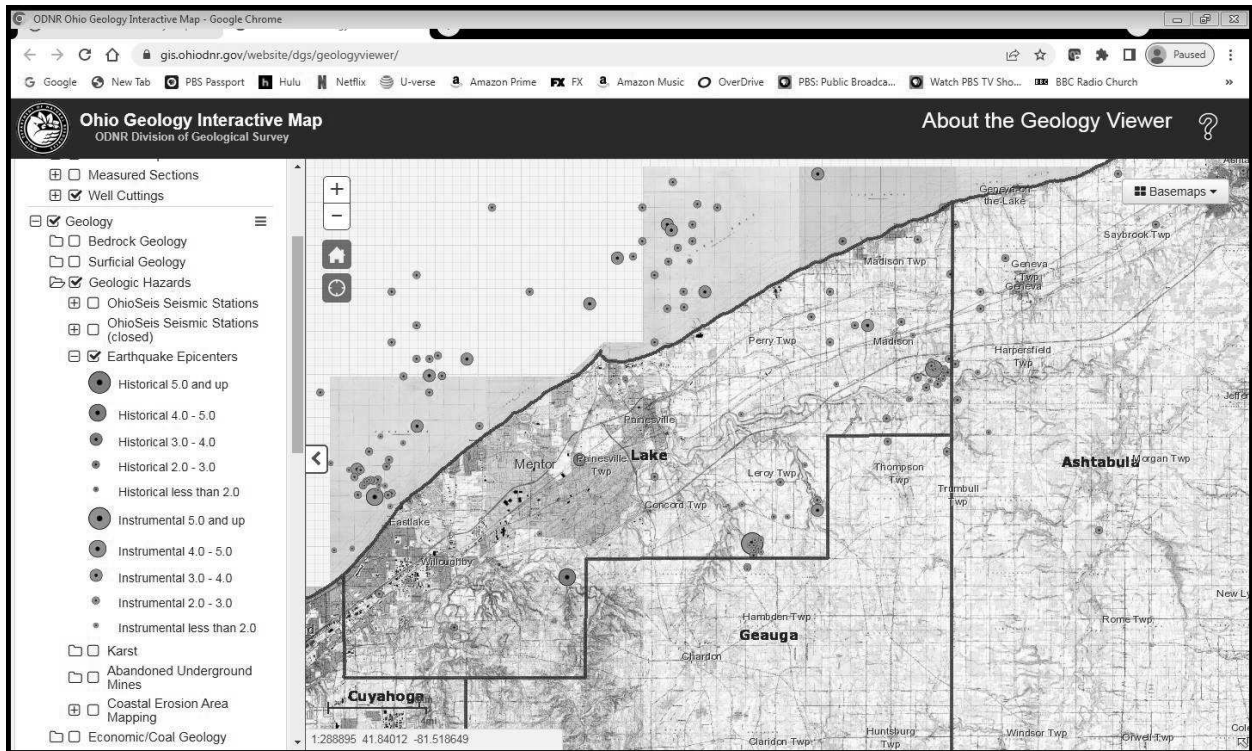 ODNR Ohio Geology Interactive Map - Google Chrome
gis.ohiodnr.gov/website/dgs/geologyviewer/
Paused
Google New Tab PBS Passport Hulu Netflix U-verse Amazon Prime FX FX Amazon Music OverDrive PBS: Public Broadca... Watch PBS TV Sho... BBC BBC Radio Church »
Ohio Geology Interactive Map
ODNR Division of Geological Survey
About the Geology Viewer
Measured Sections
Well Cuttings
Geology
Bedrock Geology
Surficial Geology
Geologic Hazards
OhioSeis Seismic Stations
OhioSeis Seismic Stations
(closed)
Earthquake Epicenters
Historical 5.0 and up
Historical 4.0 - 5.0
Historical 3.0 - 4.0
Historical 2.0 - 3.0
Historical less than 2.0
Instrumental 5.0 and up
Instrumental 4.0 - 5.0
Instrumental 3.0 - 4.0
Instrumental 2.0 - 3.0
Instrumental less than 2.0
Karst
Abandoned Underground
Mines
Coastal Erosion Area
Mapping
Economic/Coal Geology
+
−
Basemaps
the-Lake
Saybrook Twp
Madison Twp
Geneva
Twp
Geneva
Perry Twp
Madison
Harpersfield
Twp
Painesville
Mentor
Painesville
Twp
Lake
Leroy Twp
Thompson
Twp
Ashtabula
Morgan Twp
Trumbull
Twp
Concord Twp
Eastlake
Willoughby
Hambden Twp
Geauga
Rome Twp
Chardon
Cuyahoga
4mi
1:288895 41.84012 -81.518649
Claridon Twp
Huntsburg
Twp
Windsor Twp
Orwell Twp